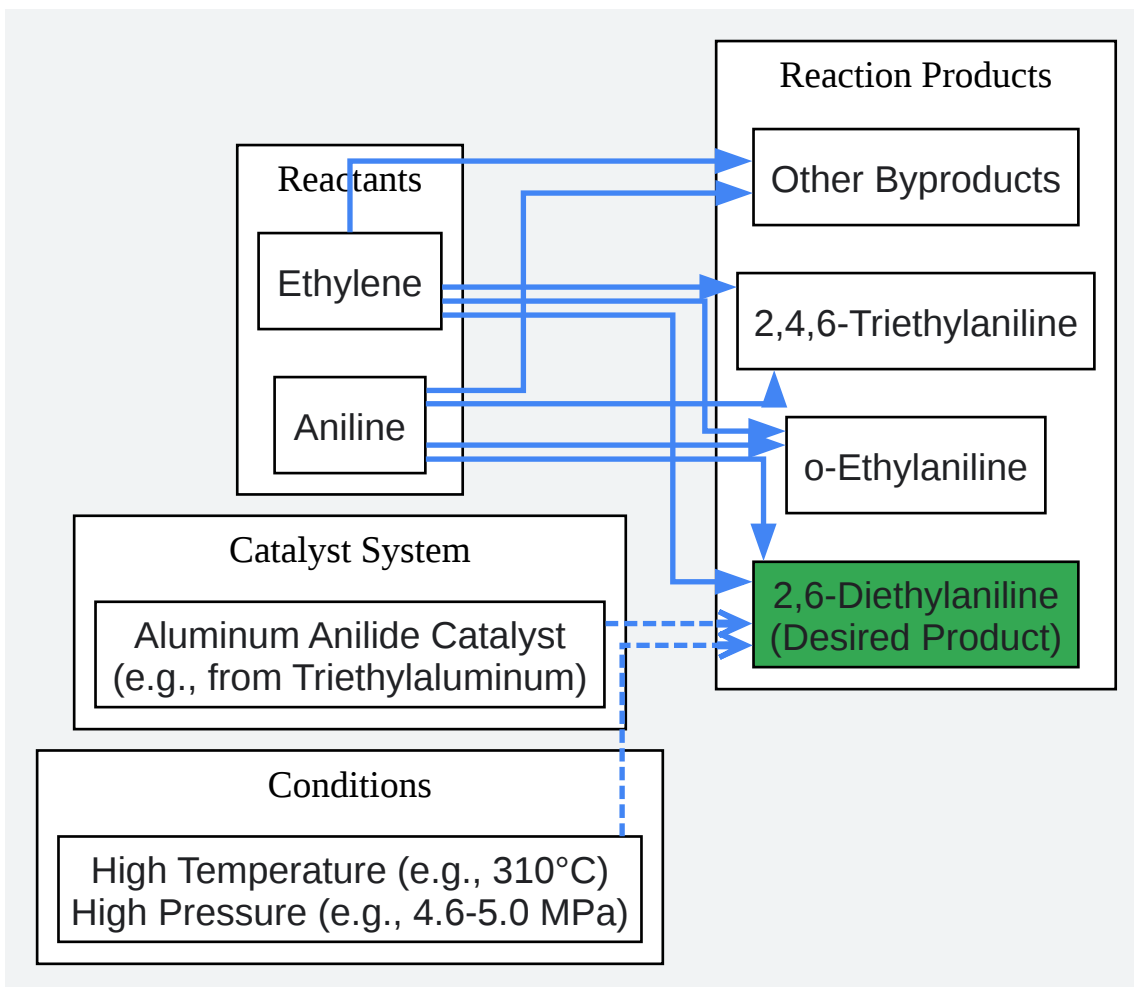 Reactants
Ethylene
Aniline
Catalyst System
Aluminum Anilide Catalyst
(e.g., from Triethylaluminum)
Conditions
High Temperature (e.g., 310°C)
High Pressure (e.g., 4.6-5.0 MPa)
Reaction Products
Other Byproducts
2,4,6-Triethylaniline
o-Ethylaniline
2,6-Diethylaniline
(Desired Product)